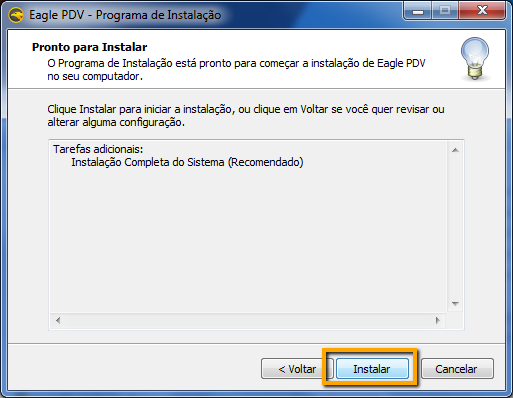 Eagle PDV - Programa de Instalação
Pronto para Instalar
O Programa de Instalação está pronto para começar a instalação de Eagle PDV
no seu computador.
Clique Instalar para iniciar a instalação, ou clique em Voltar se você quer revisar ou
alterar alguma configuração.
Tarefas adicionais:
Instalação Completa do Sistema (Recomendado)
< Voltar
Instalar
Cancelar